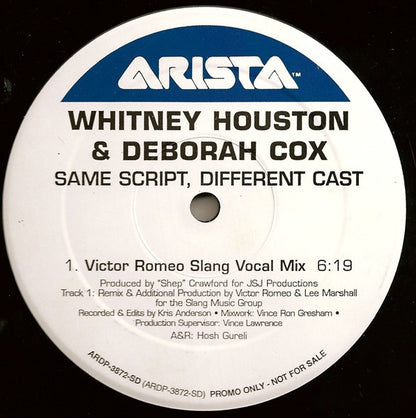 ARISTA™
WHITNEY HOUSTON
& DEBORAH COX
SAME SCRIPT, DIFFERENT CAST
1. Victor Romeo Slang Vocal Mix 6:19
Produced by "Shep" Crawford for JSJ Productions
Track 1: Remix & Additional Production by Victor Romeo & Lee Marshall
for the Slang Music Group
Recorded & Edits by Kris Anderson • Mixwork: Vince Ron Gresham •
Production Supervisor: Vince Lawrence
A&R: Hosh Gureli
ARDP-3872-SD (ARDP-3872-SD) PROMO ONLY - NOT FOR SALE